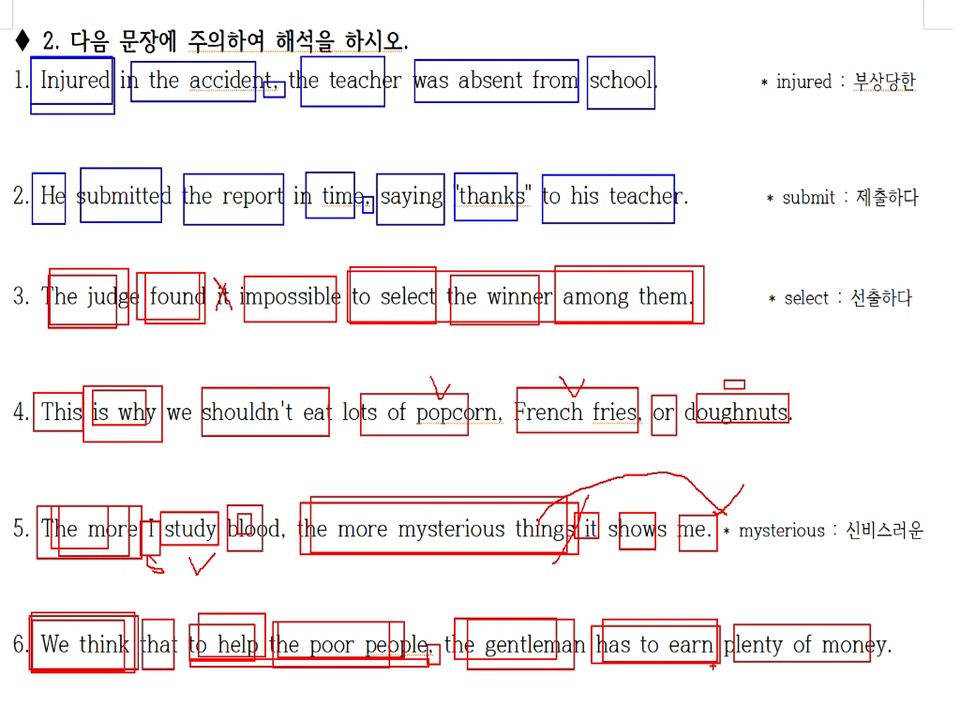 ◆ 2. 다음 문장에 주의하여 해석을 하시오.
1. Injured in the accident, the teacher was absent from school. * injured : 부상당한
2. He submitted the report in time, saying "thanks" to his teacher. * submit : 제출하다
3. The judge found it impossible to select the winner among them. * select : 선출하다
4. This is why we shouldn't eat lots of popcorn, French fries, or doughnuts.
5. The more I study blood, the more mysterious things it shows me. * mysterious : 신비스러운
6. We think that to help the poor people, the gentleman has to earn plenty of money.